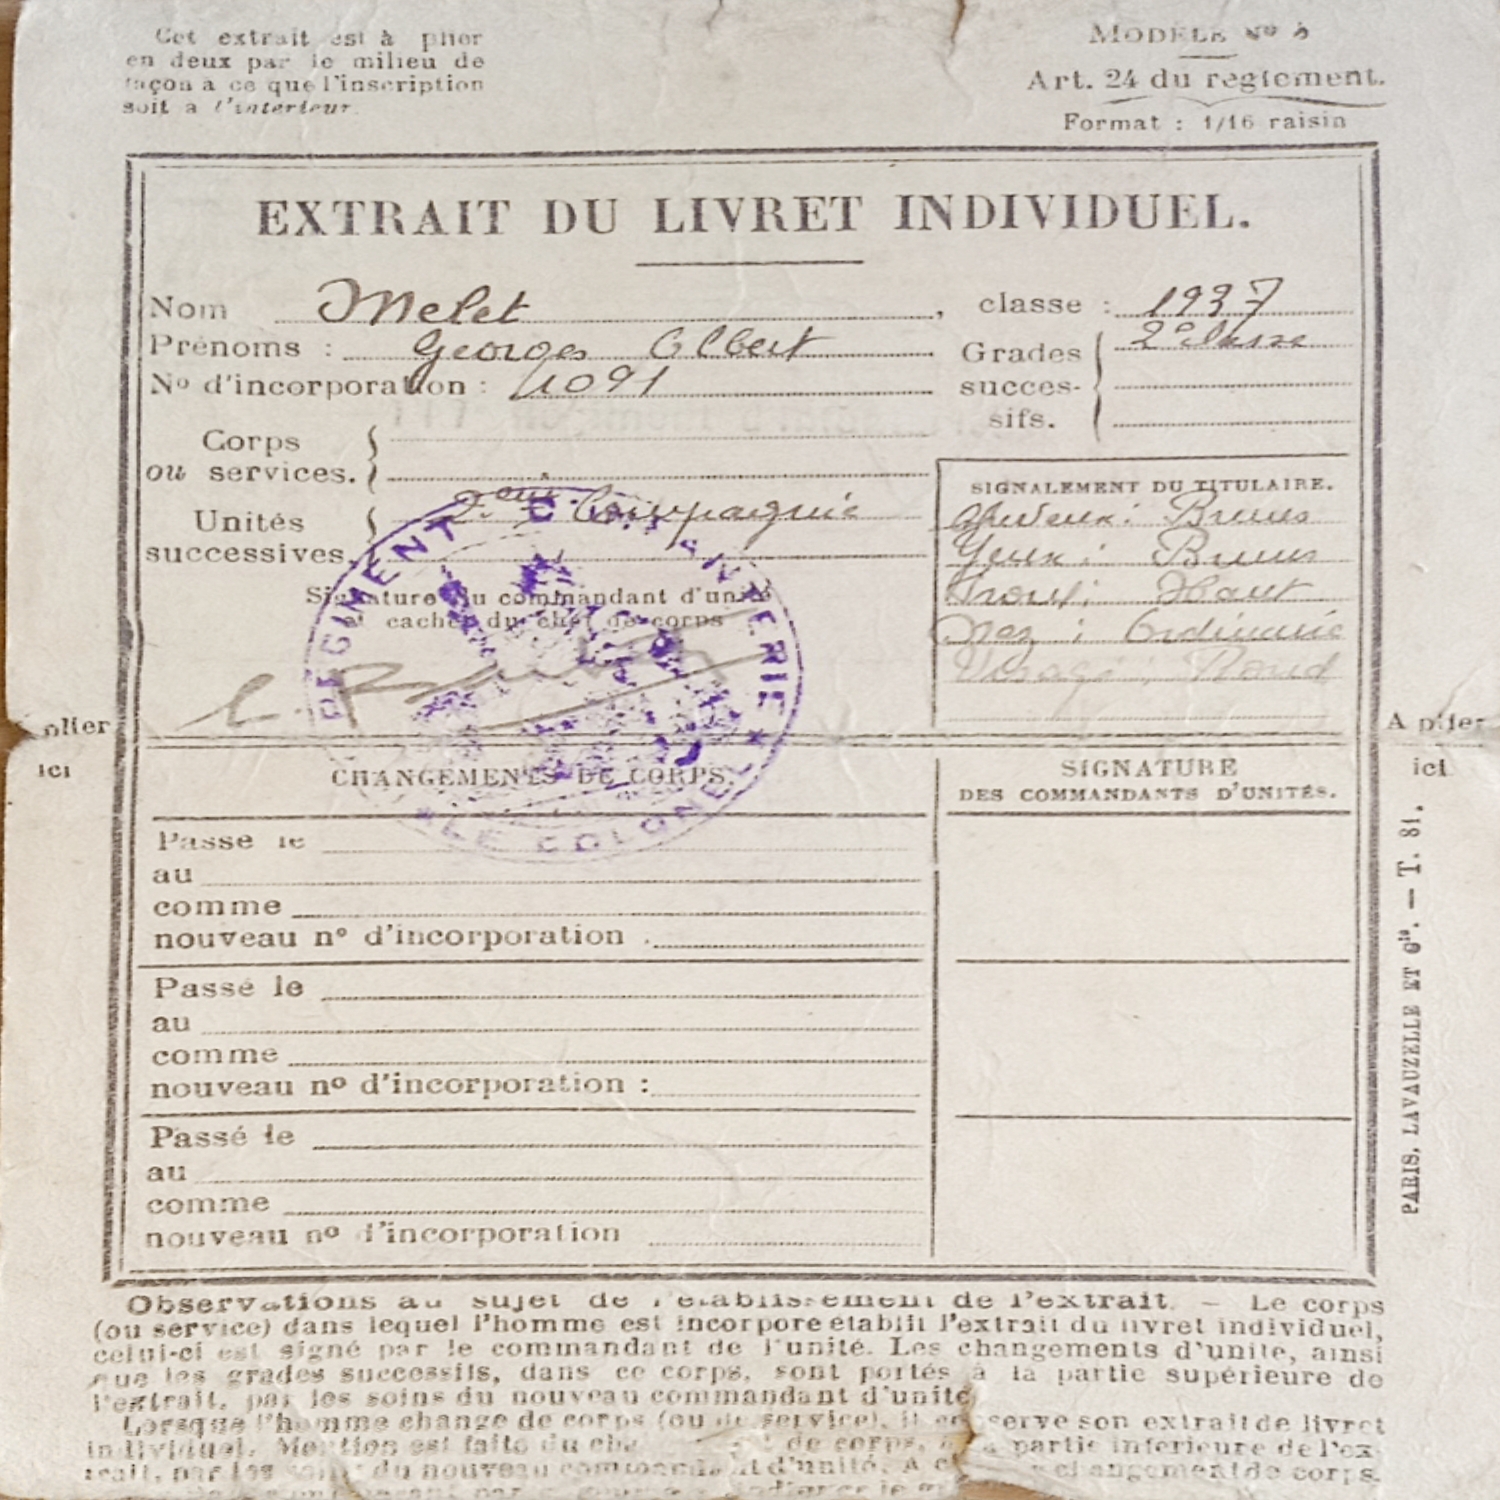 Cet extrait est à plier
en deux par le milieu de
façon à ce que l'inscription
soit à l'intérieur.
MODÈLE N°
Art. 24 du règlement.
Format : 1/16 raisin
EXTRAIT DU LIVRET INDIVIDUEL.
Nom Melet, classe : 1937
Prénoms : Georges Albert
Grades successifs. 2e classe
No d'incorporation : 1091
Corps
ou services.
Unités
successives.
2ème Compagnie
Signature du commandant d'unité
et cachet du chef de corps
RÉGIMENT D'INFANTERIE
LE COLONEL
SIGNALEMENT DU TITULAIRE.
Cheveux : Bruns
Yeux : Bruns
Front : Haut
Nez : Ordinaire
Visage : Rond
plier
ici
A plier
ici
CHANGEMENTS DE CORPS.
SIGNATURE
DES COMMANDANTS D'UNITÉS.
Passé le
au
comme
nouveau n° d'incorporation
Passé le
au
comme
nouveau nº d'incorporation :
Passé le
au
comme
nouveau nº d'incorporation
PARIS, LAVAUZELLE ET Cie. — T. 81.
Observations au sujet de l'établissement de l'extrait. — Le corps
(ou service) dans lequel l'homme est incorporé établit l'extrait du livret individuel,
celui-ci est signé par le commandant de l'unité. Les changements d'unité, ainsi
que les grades successifs, dans ce corps, sont portés à la partie supérieure de
l'extrait, par les soins du nouveau commandant d'unité
Lorsque l'homme change de corps (ou de service), il conserve son extrait de livret
individuel. Mention est faite du de corps, à la partie inférieure de l'ex-
trait, par les soins du nouveau commandant d'unité. A changement de corps.